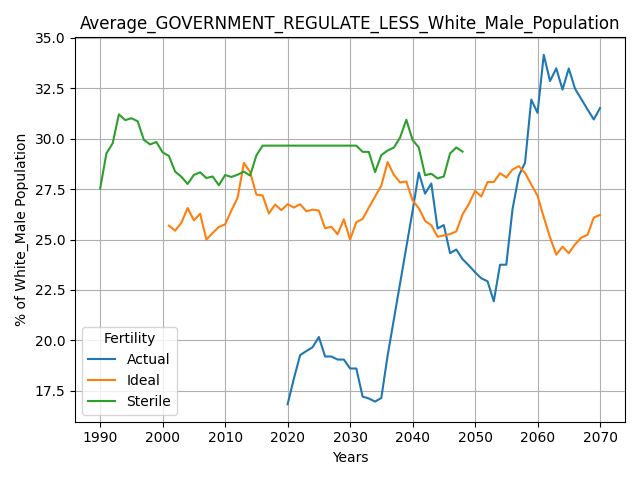 Average_GOVERNMENT_REGULATE_LESS_White_Male_Population
% of White_Male Population
35.0
32.5
30.0
27.5
25.0
22.5
20.0
17.5
Fertility
Actual
Ideal
Sterile
1990 2000 2010 2020 2030 2040 2050 2060 2070
Years